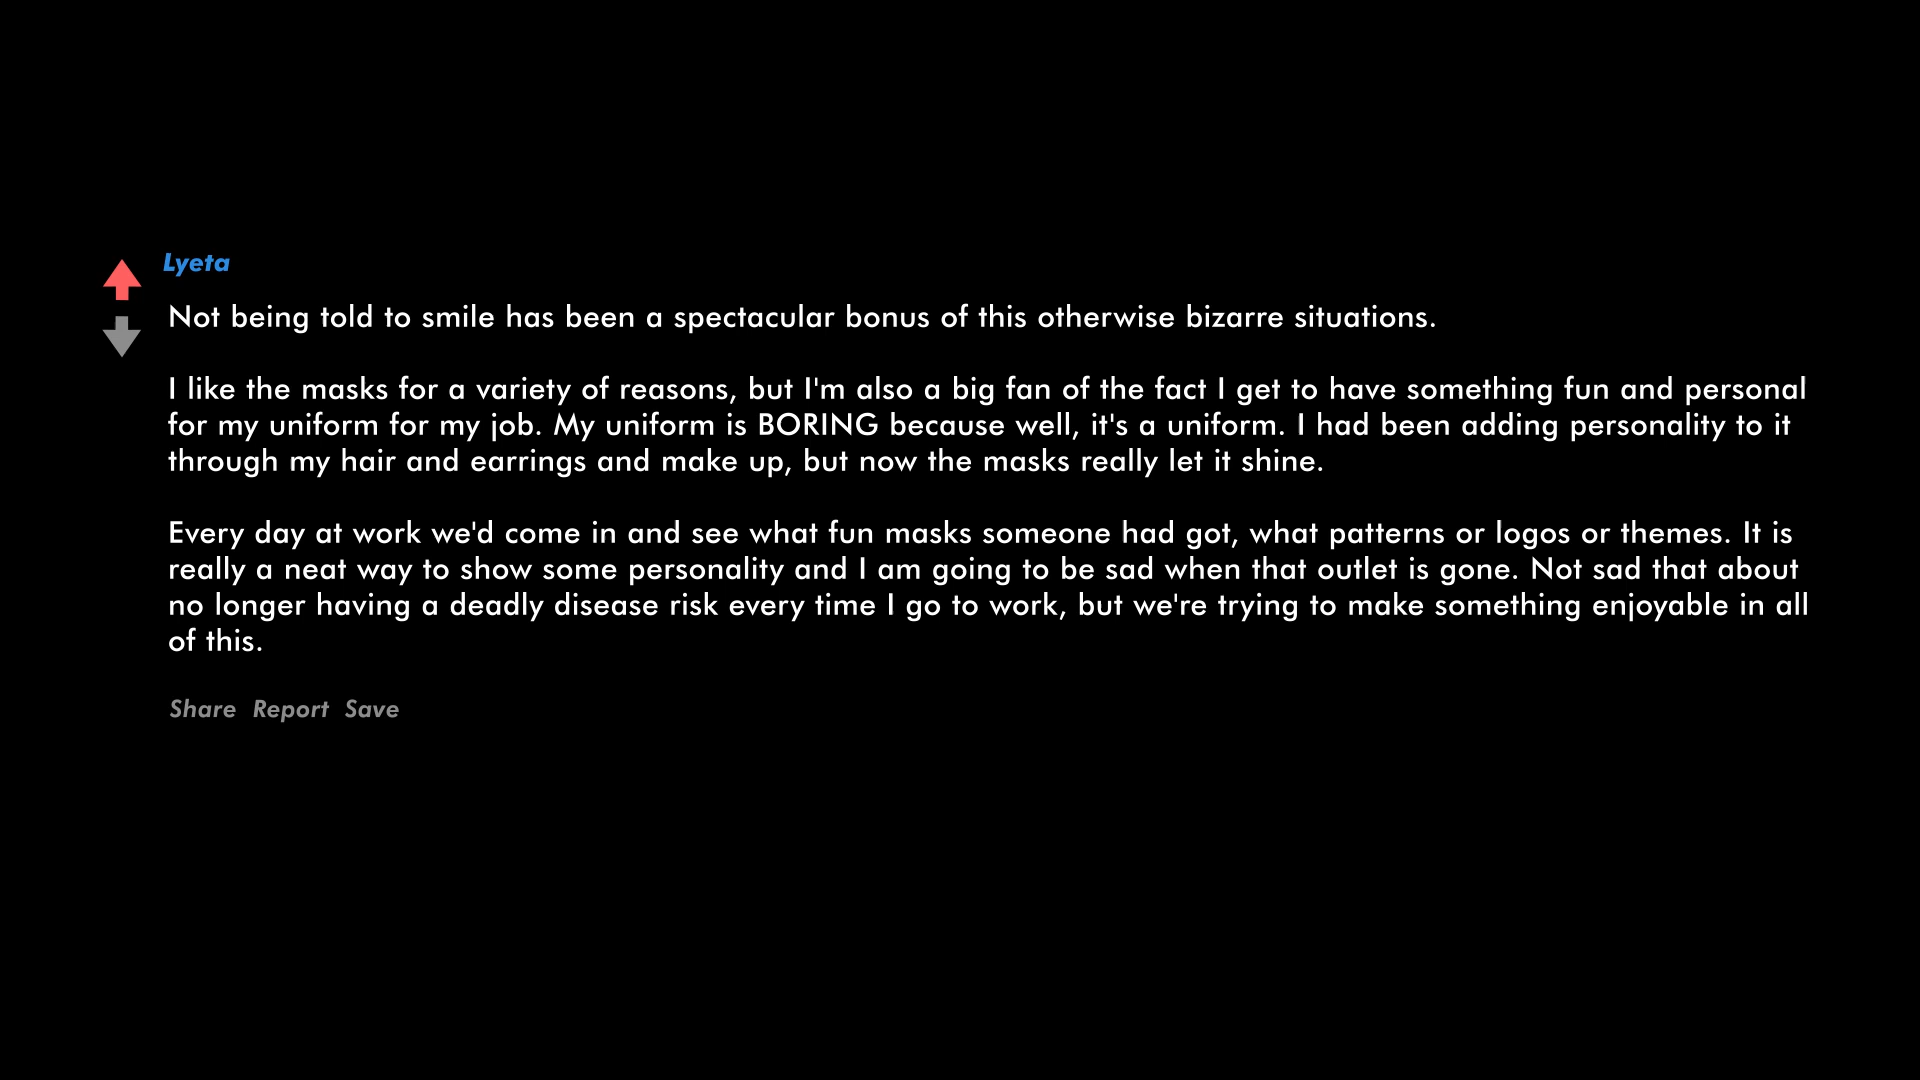 Lyeta
Not being told to smile has been a spectacular bonus of this otherwise bizarre situations.
I like the masks for a variety of reasons, but I'm also a big fan of the fact I get to have something fun and personal
for my uniform for my job. My uniform is BORING because well, it's a uniform. I had been adding personality to it
through my hair and earrings and make up, but now the masks really let it shine.
Every day at work we'd come in and see what fun masks someone had got, what patterns or logos or themes. It is
really a neat way to show some personality and I am going to be sad when that outlet is gone. Not sad that about
no longer having a deadly disease risk every time I go to work, but we're trying to make something enjoyable in all
of this.
Share Report Save